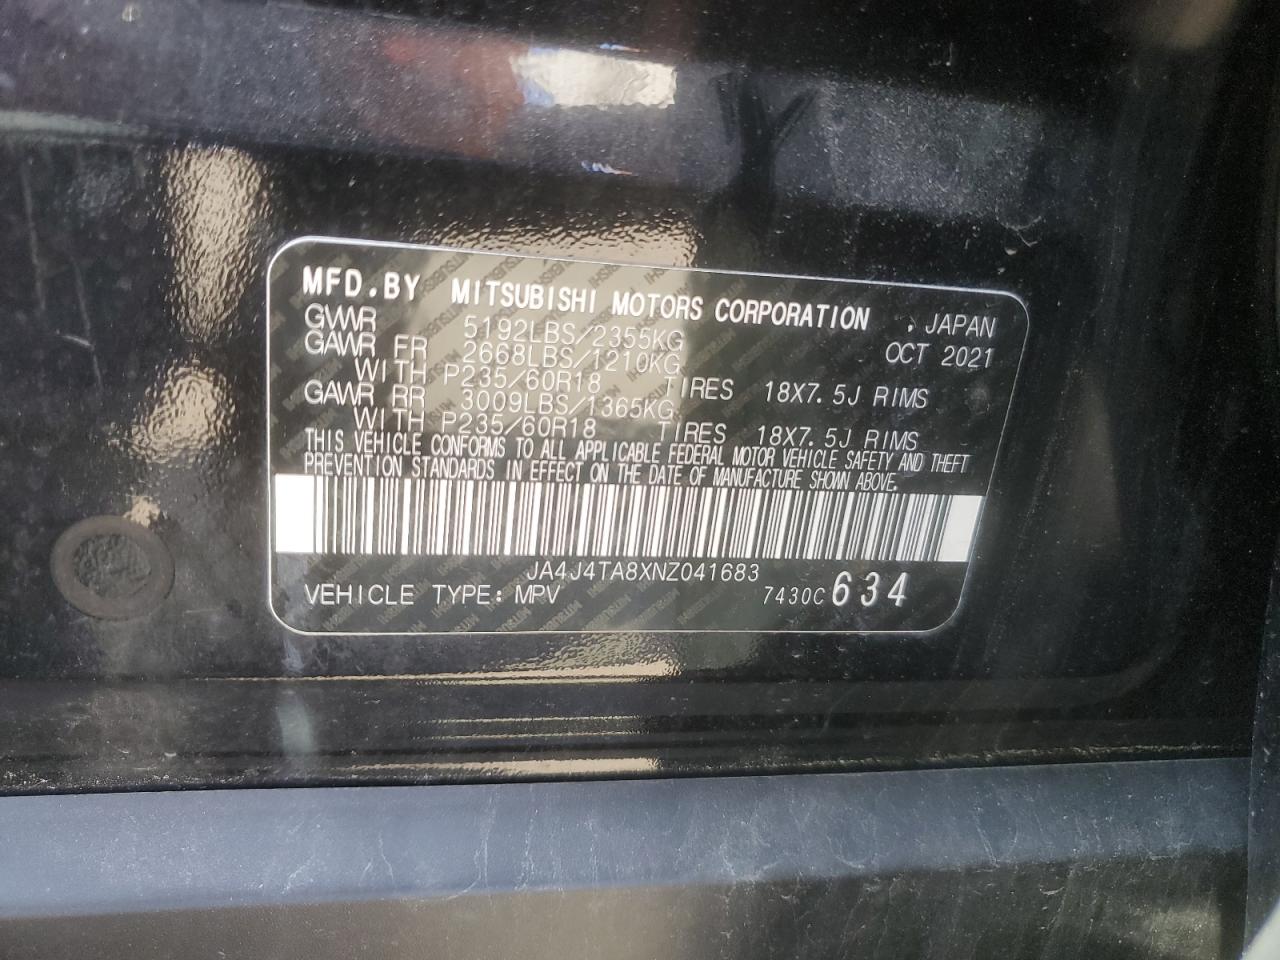 MFD.BY MITSUBISHI MOTORS CORPORATION , JAPAN
GVWR 5192LBS/2355KG OCT 2021
GAWR FR 2668LBS/1210KG
WITH P235/60R18 TIRES 18X7.5J RIMS
GAWR RR 3009LBS/1365KG
WITH P235/60R18 TIRES 18X7.5J RIMS
THIS VEHICLE CONFORMS TO ALL APPLICABLE FEDERAL MOTOR VEHICLE SAFETY AND THEFT
PREVENTION STANDARDS IN EFFECT ON THE DATE OF MANUFACTURE SHOWN ABOVE.
JA4J4TA8XNZ041683
VEHICLE TYPE: MPV 7430C 634